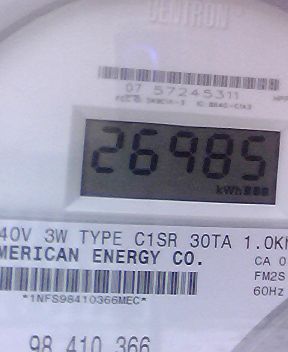 CENTRON
07 57245311
26985
kWh
40V 3W TYPE C1SR 30TA 1.0Kh
MERICAN ENERGY CO.
CA 0
FM2S
60Hz
*1NFS98410366MEC*
98 410 366